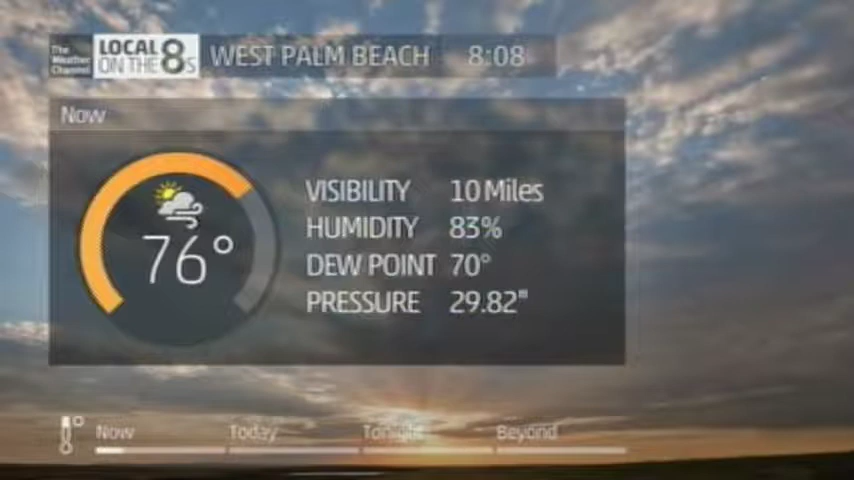 The Weather Channel
LOCAL ON THE 8s
WEST PALM BEACH 8:08
Now
76°
VISIBILITY 10 Miles
HUMIDITY 83%
DEW POINT 70°
PRESSURE 29.82"
Now Today Tonight Beyond